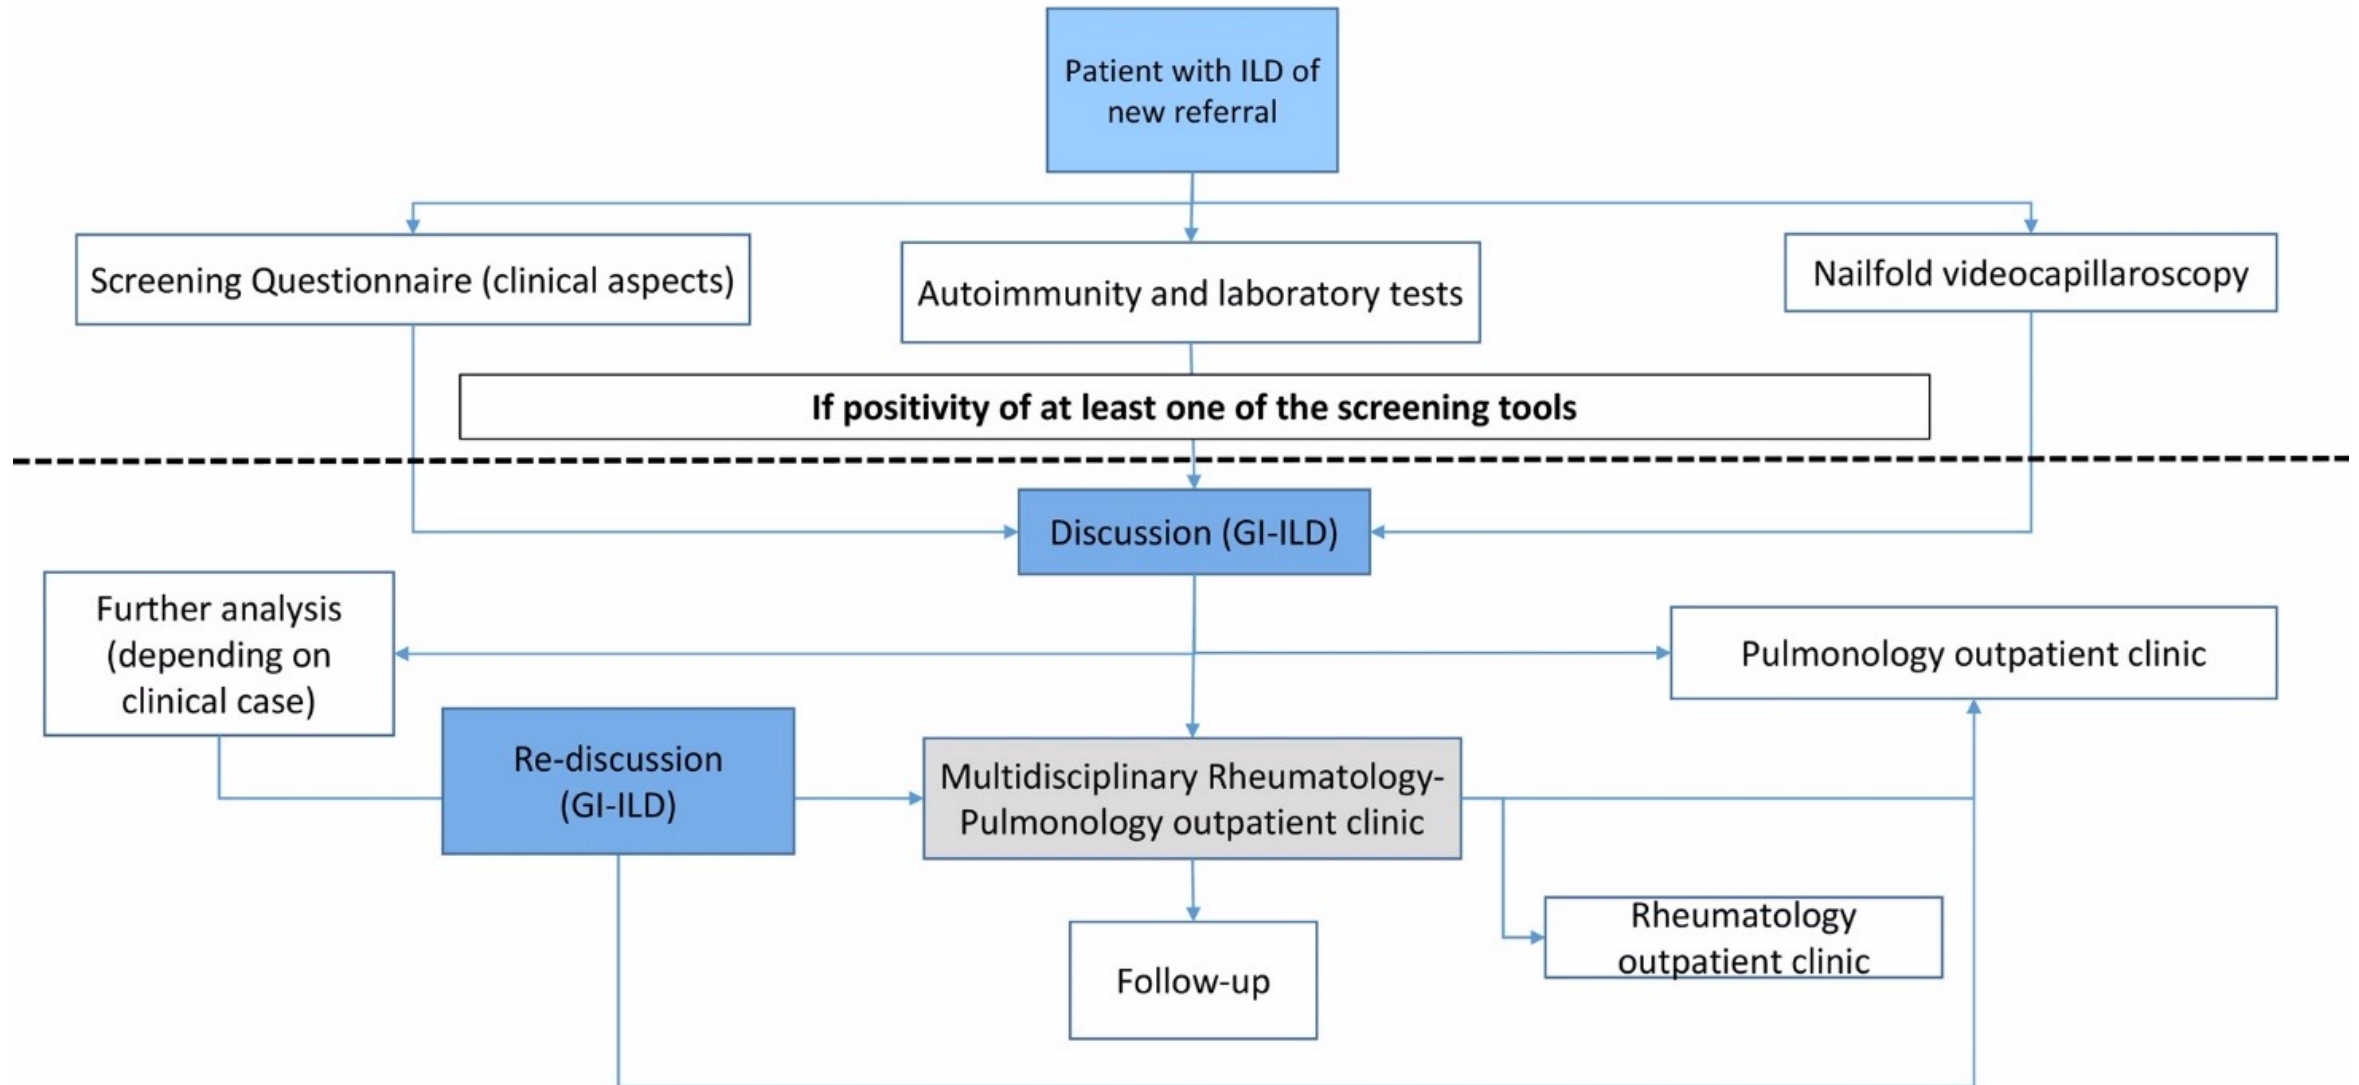 Patient with ILD of
new referral
Screening Questionnaire (clinical aspects)
Autoimmunity and laboratory tests
Nailfold videocapillaroscopy
If positivity of at least one of the screening tools
Discussion (GI-ILD)
Further analysis
(depending on
clinical case)
Pulmonology outpatient clinic
Re-discussion
(GI-ILD)
Multidisciplinary Rheumatology-
Pulmonology outpatient clinic
Rheumatology
outpatient clinic
Follow-up